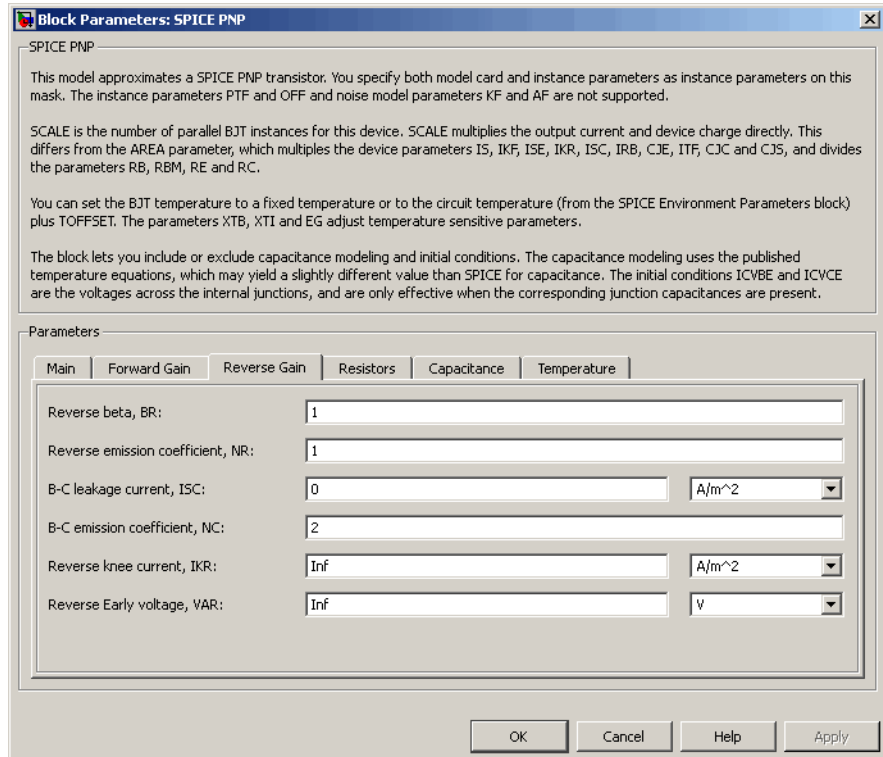 Block Parameters: SPICE PNP
SPICE PNP
This model approximates a SPICE PNP transistor. You specify both model card and instance parameters as instance parameters on this
mask. The instance parameters PTF and OFF and noise model parameters KF and AF are not supported.
SCALE is the number of parallel BJT instances for this device. SCALE multiplies the output current and device charge directly. This
differs from the AREA parameter, which multiples the device parameters IS, IKF, ISE, IKR, ISC, IRB, CJE, ITF, CJC and CJS, and divides
the parameters RB, RBM, RE and RC.
You can set the BJT temperature to a fixed temperature or to the circuit temperature (from the SPICE Environment Parameters block)
plus TOFFSET. The parameters XTB, XTI and EG adjust temperature sensitive parameters.
The block lets you include or exclude capacitance modeling and initial conditions. The capacitance modeling uses the published
temperature equations, which may yield a slightly different value than SPICE for capacitance. The initial conditions ICVBE and ICVCE
are the voltages across the internal junctions, and are only effective when the corresponding junction capacitances are present.
Parameters
Main Forward Gain Reverse Gain Resistors Capacitance Temperature
Reverse beta, BR: 1
Reverse emission coefficient, NR: 1
B-C leakage current, ISC: 0 A/m^2
B-C emission coefficient, NC: 2
Reverse knee current, IKR: Inf A/m^2
Reverse Early voltage, VAR: Inf V
OK Cancel Help Apply